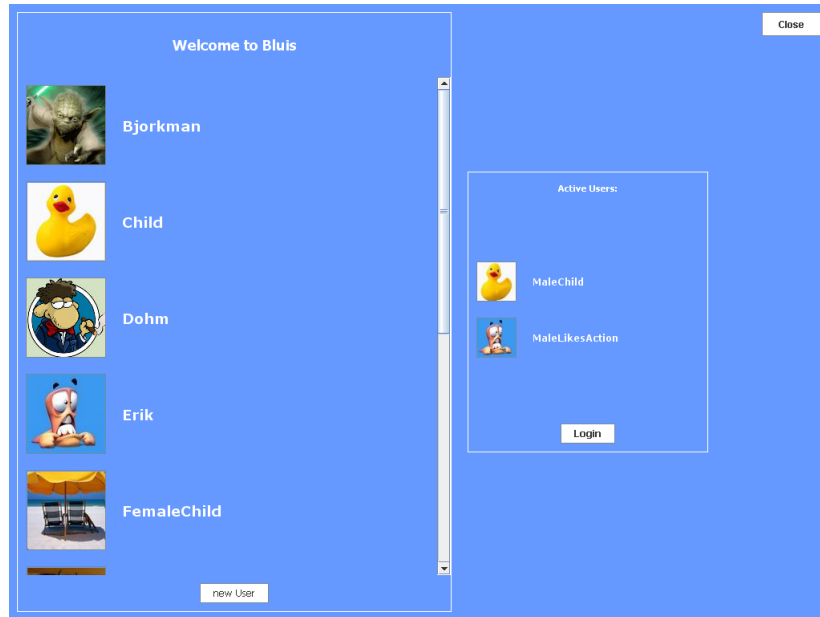 Close
Welcome to Bluis
Bjorkman
Child
Dohm
Erik
FemaleChild
new User
Active Users:
MaleChild
MaleLikesAction
Login